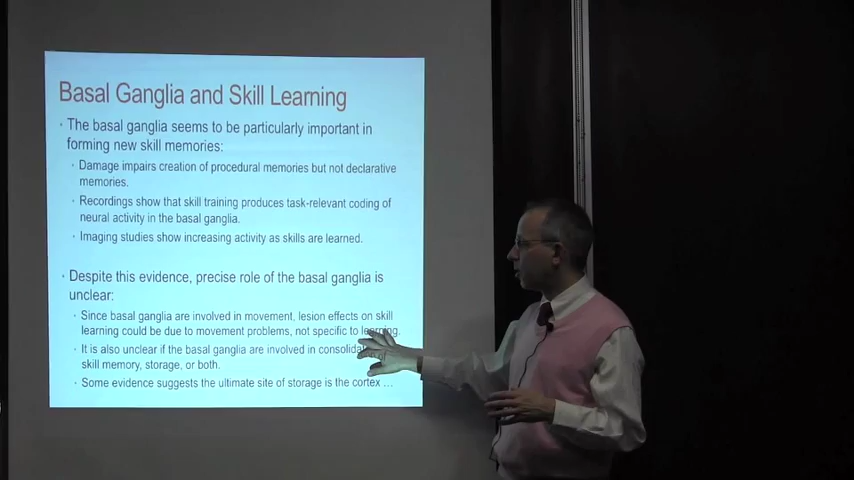 Basal Ganglia and Skill Learning
· The basal ganglia seems to be particularly important in
forming new skill memories:
· Damage impairs creation of procedural memories but not declarative
memories.
· Recordings show that skill training produces task-relevant coding of
neural activity in the basal ganglia.
· Imaging studies show increasing activity as skills are learned.
· Despite this evidence, precise role of the basal ganglia is
unclear:
· Since basal ganglia are involved in movement, lesion effects on skill
learning could be due to movement problems, not specific to learning.
· It is also unclear if the basal ganglia are involved in of
skill memory, storage, or both.
· Some evidence suggests the ultimate site of storage is the cortex …